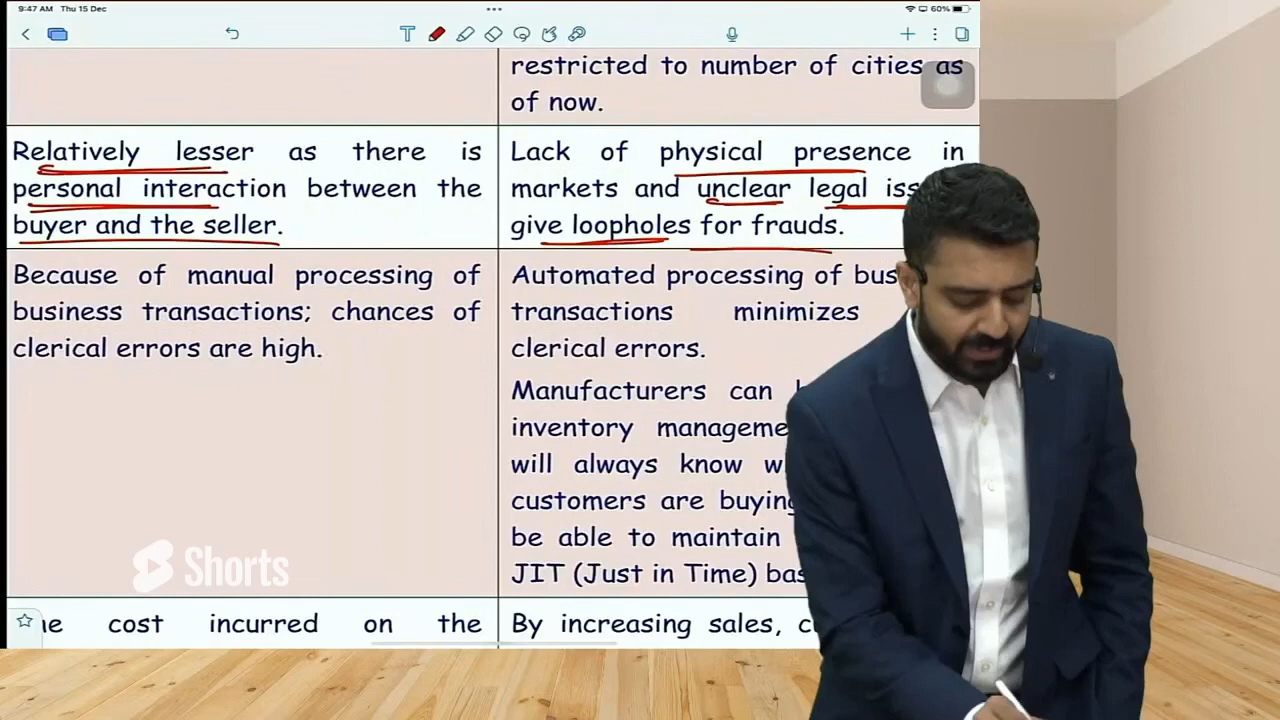 9:47 AM Thu 15 Dec
60%
restricted to number of cities as
of now.
Relatively lesser as there is
personal interaction between the
buyer and the seller.
Lack of physical presence in
markets and unclear legal
give loopholes for frauds.
Because of manual processing of
business transactions; chances of
clerical errors are high.
Automated processing of
transactions minimizes
clerical errors.
Manufacturers can
inventory
will always know
customers are buying
be able to maintain
JIT (Just in Time)
cost incurred on the
By increasing sales,
Shorts